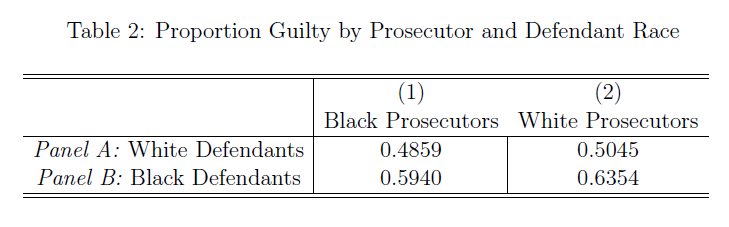 Table 2: Proportion Guilty by Prosecutor and Defendant Race
(1) (2)
Black Prosecutors White Prosecutors
Panel A: White Defendants 0.4859 0.5045
Panel B: Black Defendants 0.5940 0.6354